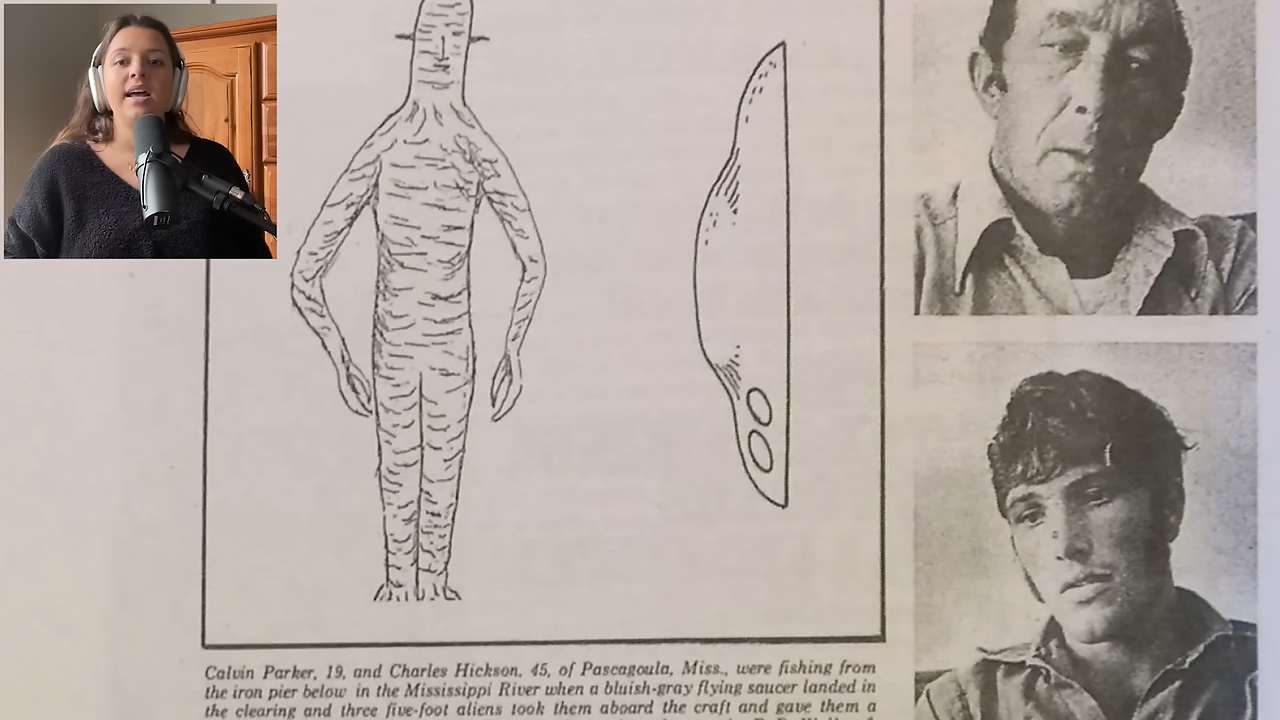 Calvin Parker, 19, and Charles Hickson, 45, of Pascagoula, Miss., were fishing from
the iron pier below in the Mississippi River when a bluish-gray flying saucer landed in
the clearing and three five-foot aliens took them aboard the craft and gave them a